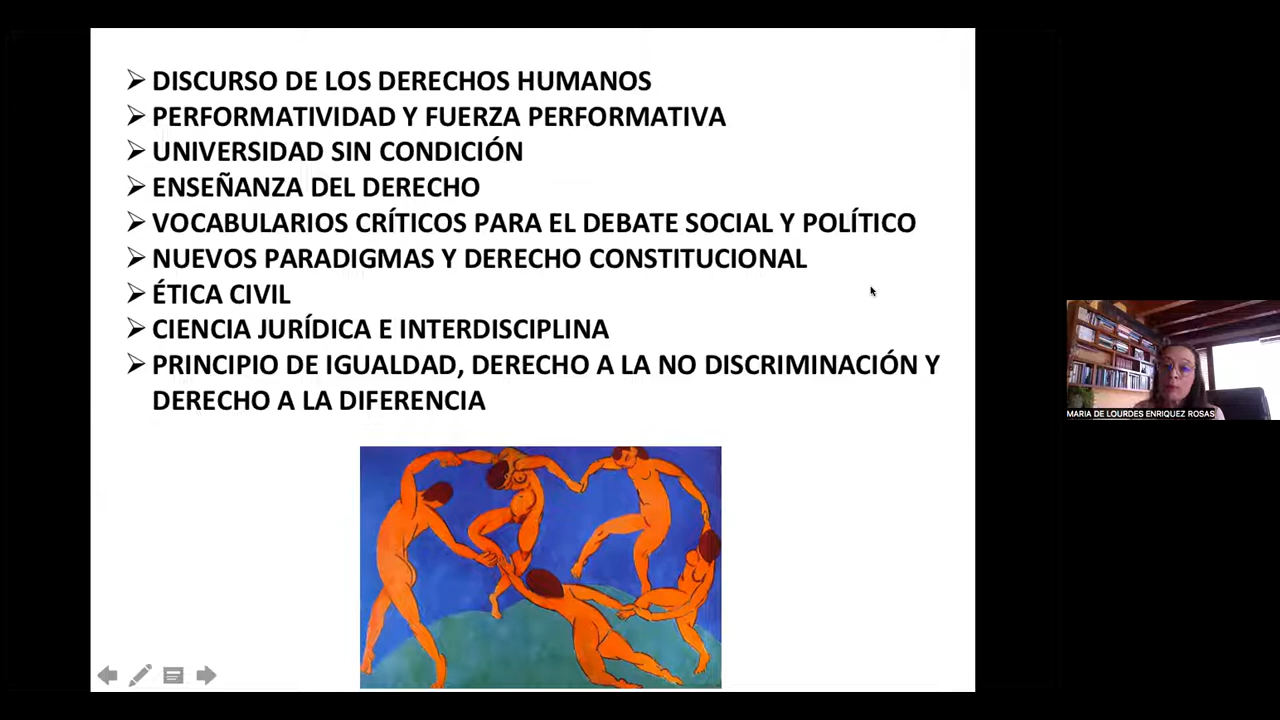 DISCURSO DE LOS DERECHOS HUMANOS
PERFORMATIVIDAD Y FUERZA PERFORMATIVA
UNIVERSIDAD SIN CONDICIÓN
ENSEÑANZA DEL DERECHO
VOCABULARIOS CRÍTICOS PARA EL DEBATE SOCIAL Y POLÍTICO
NUEVOS PARADIGMAS Y DERECHO CONSTITUCIONAL
ÉTICA CIVIL
CIENCIA JURÍDICA E INTERDISCIPLINA
PRINCIPIO DE IGUALDAD, DERECHO A LA NO DISCRIMINACIÓN Y
DERECHO A LA DIFERENCIA
MARIA DE LOURDES ENRIQUEZ ROSAS